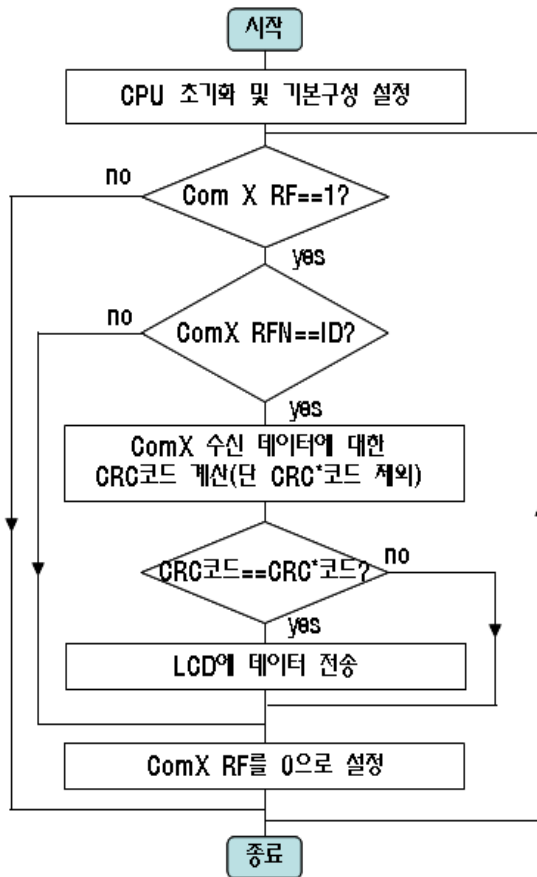 시작
CPU 초기화 및 기본구성 설정
no
Com X RF==1?
yes
no
ComX RFN==ID?
yes
ComX 수신 데이터에 대한
CRC코드 계산(단 CRC*코드 제외)
CRC코드==CRC*코드?
no
yes
LCD에 데이터 전송
ComX RF를 0으로 설정
종료